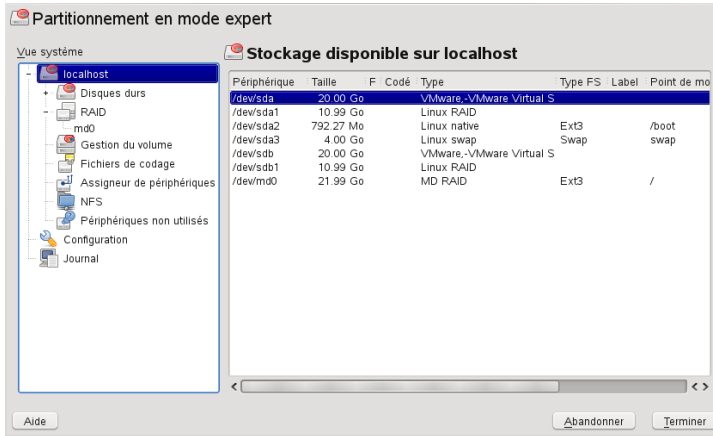 Partitionnement en mode expert
Vue système
localhost
Disques durs
RAID
md0
Gestion du volume
Fichiers de codage
Assigneur de périphériques
NFS
Périphériques non utilisés
Configuration
Journal
Stockage disponible sur localhost
Périphérique Taille F Codé Type Type FS Label Point de mo
/dev/sda 20.00 Go VMware,-VMware Virtual S
/dev/sda1 10.99 Go Linux RAID
/dev/sda2 792.27 Mo Linux native Ext3 /boot
/dev/sda3 4.00 Go Linux swap Swap swap
/dev/sdb 20.00 Go VMware,-VMware Virtual S
/dev/sdb1 10.99 Go Linux RAID
/dev/md0 21.99 Go MD RAID Ext3 /
Aide
Abandonner
Terminer